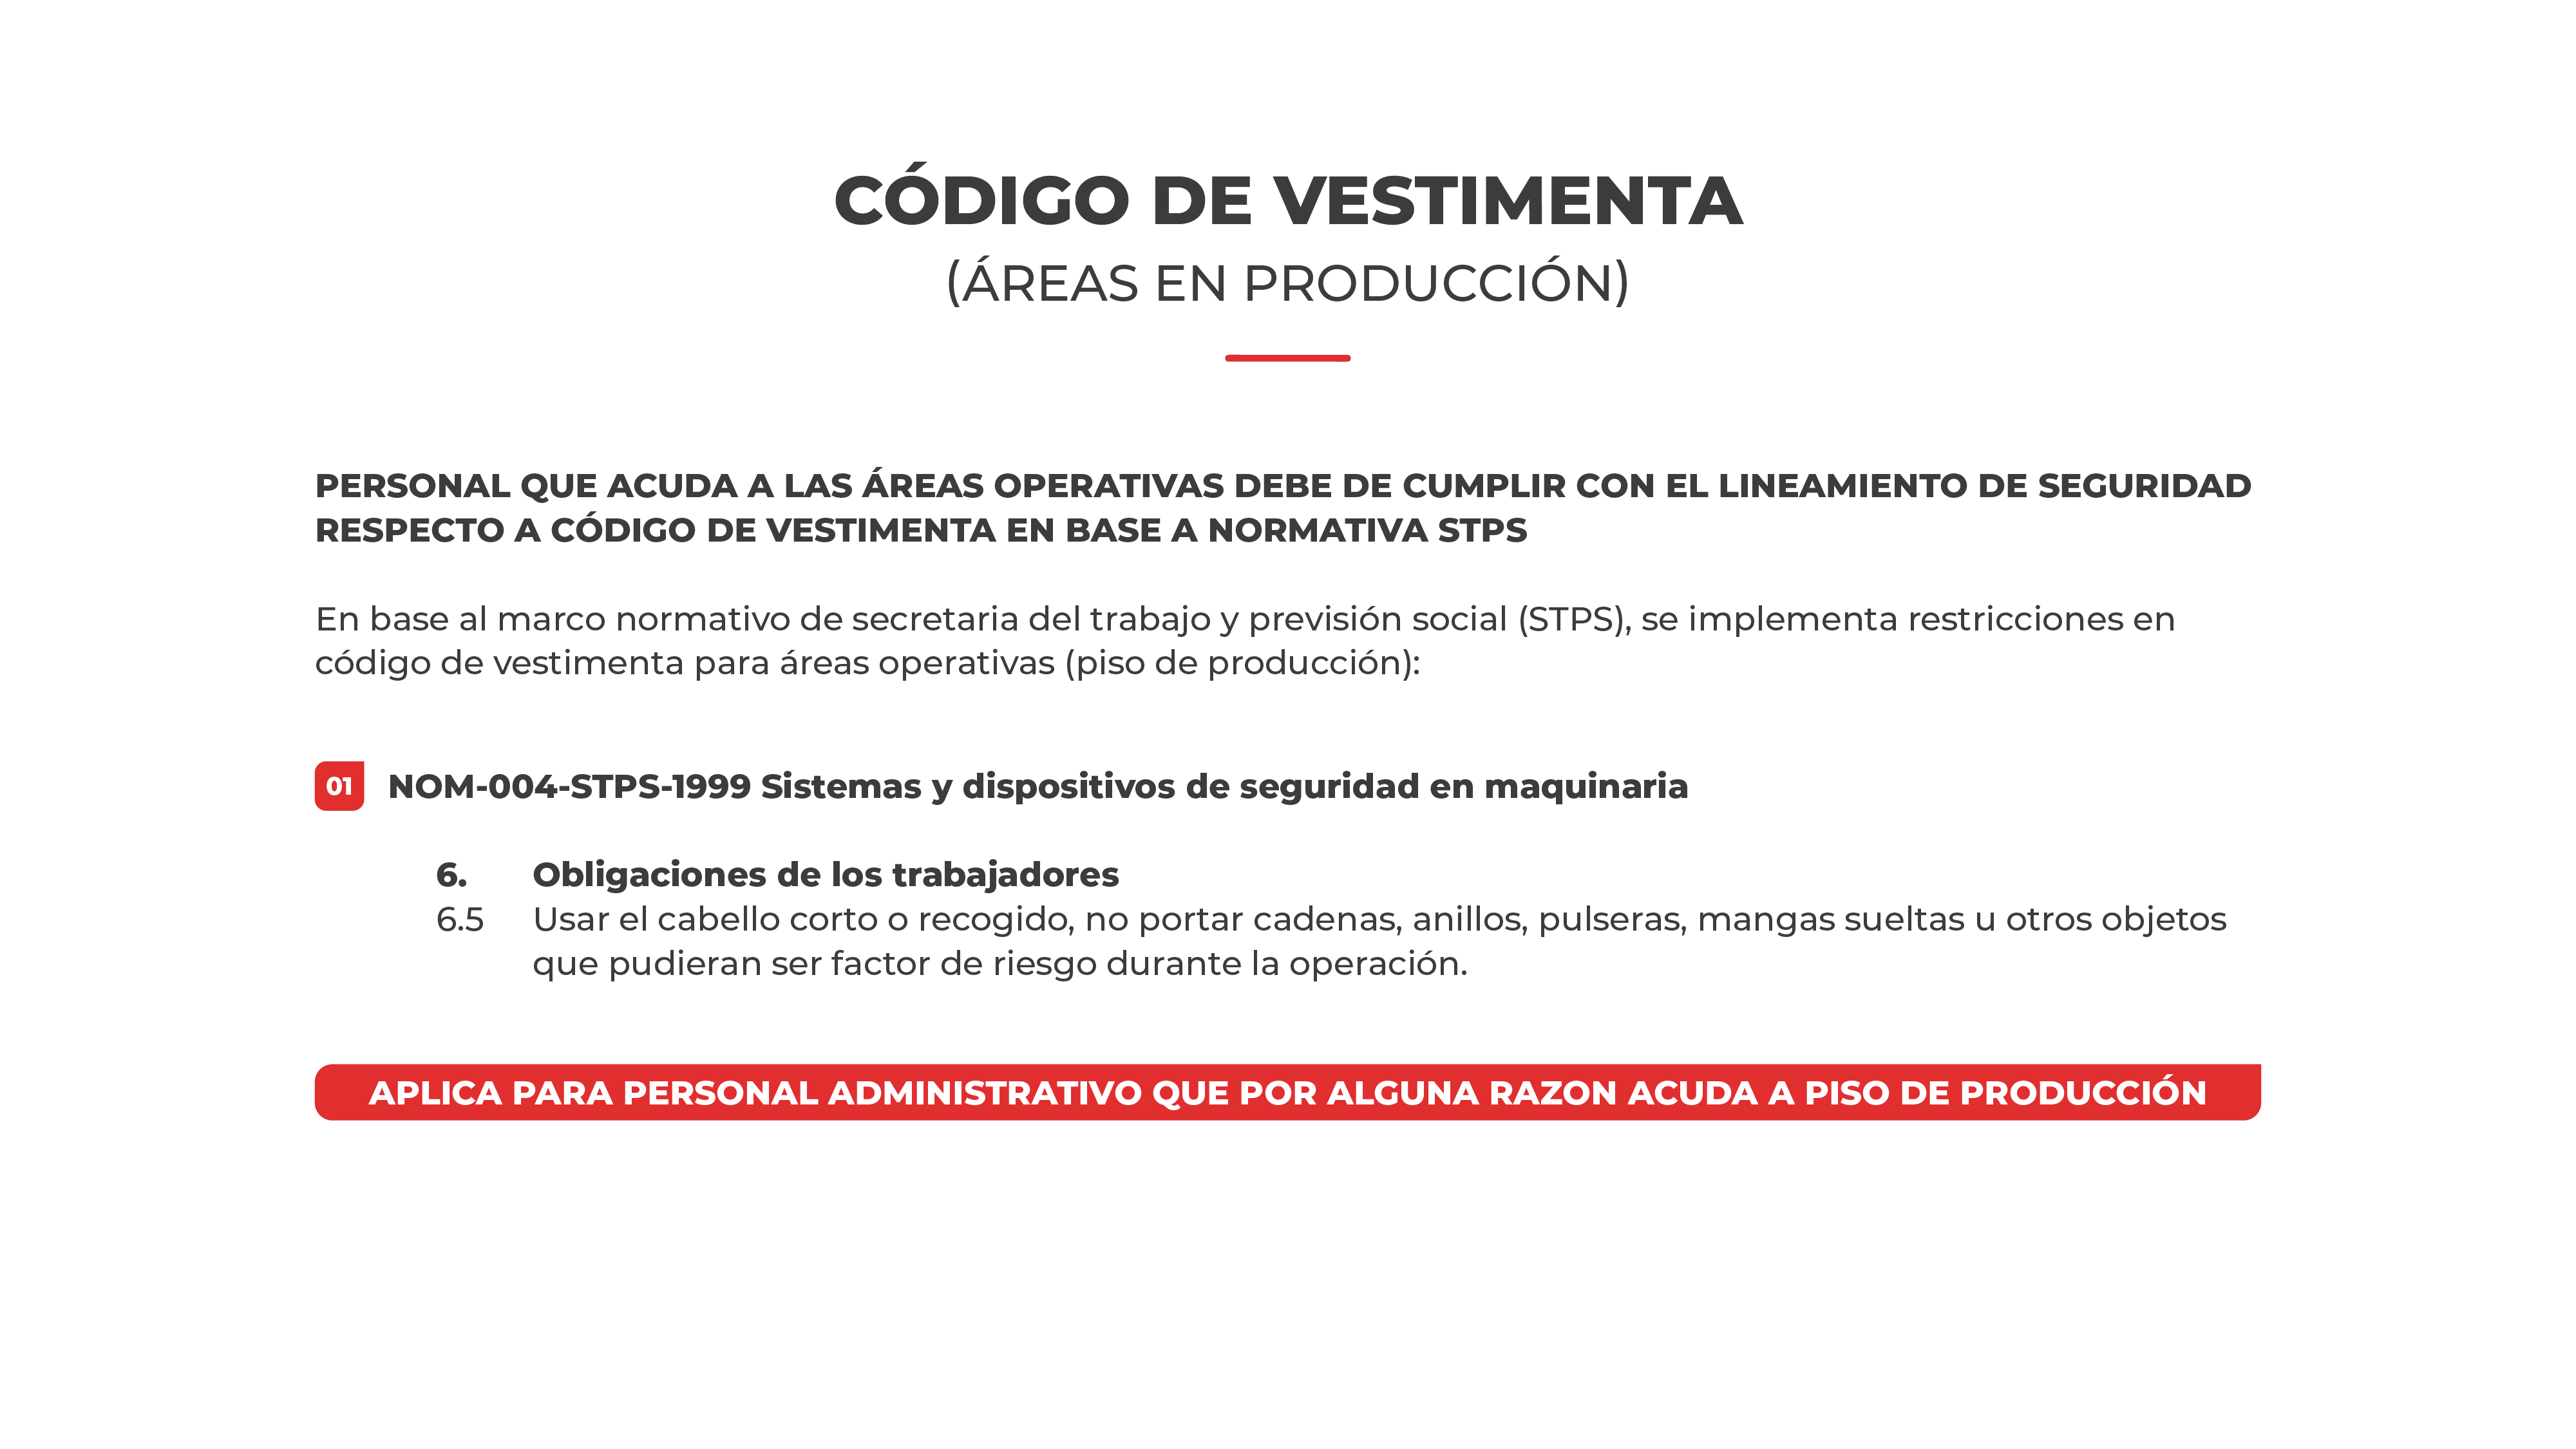 CÓDIGO DE VESTIMENTA
(ÁREAS EN PRODUCCIÓN)
PERSONAL QUE ACUDA A LAS ÁREAS OPERATIVAS DEBE DE CUMPLIR CON EL LINEAMIENTO DE SEGURIDAD
RESPECTO A CÓDIGO DE VESTIMENTA EN BASE A NORMATIVA STPS
En base al marco normativo de secretaria del trabajo y previsión social (STPS), se implementa restricciones en
código de vestimenta para áreas operativas (piso de producción):
01 NOM-004-STPS-1999 Sistemas y dispositivos de seguridad en maquinaria
6. Obligaciones de los trabajadores
6.5 Usar el cabello corto o recogido, no portar cadenas, anillos, pulseras, mangas sueltas u otros objetos
que pudieran ser factor de riesgo durante la operación.
APLICA PARA PERSONAL ADMINISTRATIVO QUE POR ALGUNA RAZON ACUDA A PISO DE PRODUCCIÓN